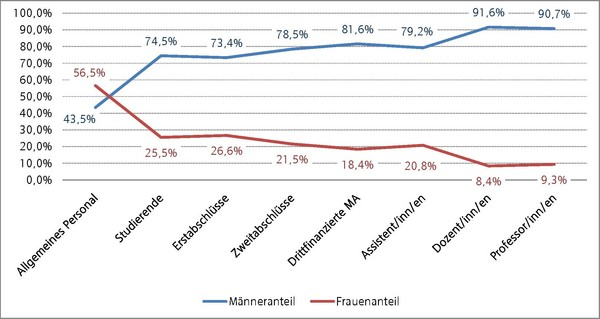 100,0%
90,0%
80,0%
70,0%
60,0%
50,0%
40,0%
30,0%
20,0%
10,0%
0,0%
43,5%
74,5%
73,4%
78,5%
81,6%
79,2%
91,6%
90,7%
56,5%
25,5%
26,6%
21,5%
18,4%
20,8%
8,4%
9,3%
Allgemeines Personal
Studierende
Erstabschlüsse
Zweitabschlüsse
Drittfinanzierte MA
Assistent/inn/en
Dozent/inn/en
Professor/inn/en
Männeranteil
Frauenanteil